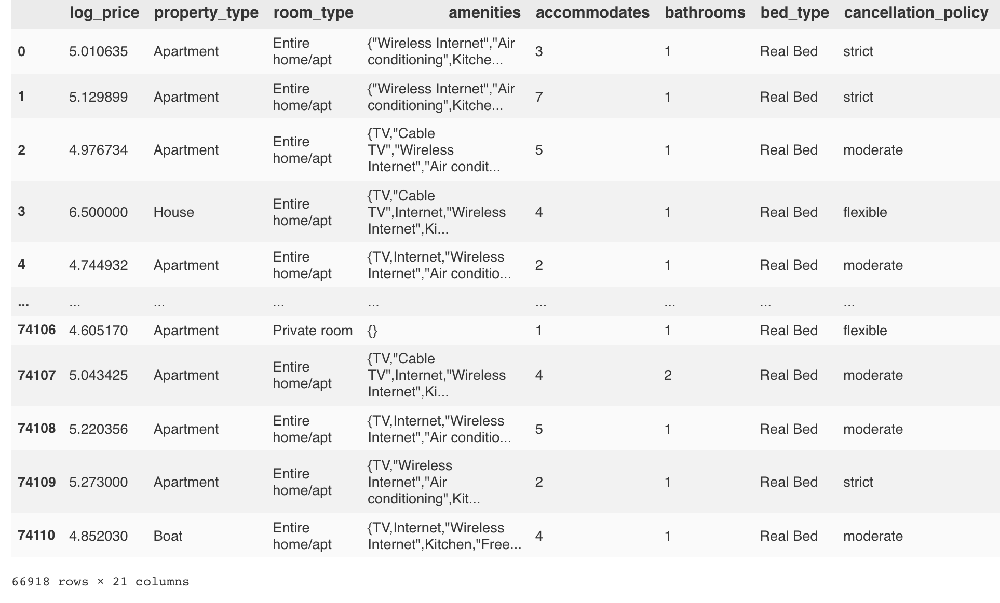 log_price property_type room_type amenities accommodates bathrooms bed_type cancellation_policy
0 5.010635 Apartment Entire home/apt {"Wireless Internet","Air conditioning",Kitche... 3 1 Real Bed strict
1 5.129899 Apartment Entire home/apt {"Wireless Internet","Air conditioning",Kitche... 7 1 Real Bed strict
2 4.976734 Apartment Entire home/apt {TV,"Cable TV","Wireless Internet","Air condit... 5 1 Real Bed moderate
3 6.500000 House Entire home/apt {TV,"Cable TV",Internet,"Wireless Internet",Ki... 4 1 Real Bed flexible
4 4.744932 Apartment Entire home/apt {TV,Internet,"Wireless Internet","Air conditio... 2 1 Real Bed moderate
... ... ... ... ... ... ... ... ...
74106 4.605170 Apartment Private room {} 1 1 Real Bed flexible
74107 5.043425 Apartment Entire home/apt {TV,"Cable TV",Internet,"Wireless Internet",Ki... 4 2 Real Bed moderate
74108 5.220356 Apartment Entire home/apt {TV,Internet,"Wireless Internet","Air conditio... 5 1 Real Bed moderate
74109 5.273000 Apartment Entire home/apt {TV,"Wireless Internet","Air conditioning",Kit... 2 1 Real Bed strict
74110 4.852030 Boat Entire home/apt {TV,Internet,"Wireless Internet",Kitchen,"Free... 4 1 Real Bed moderate
66918 rows × 21 columns